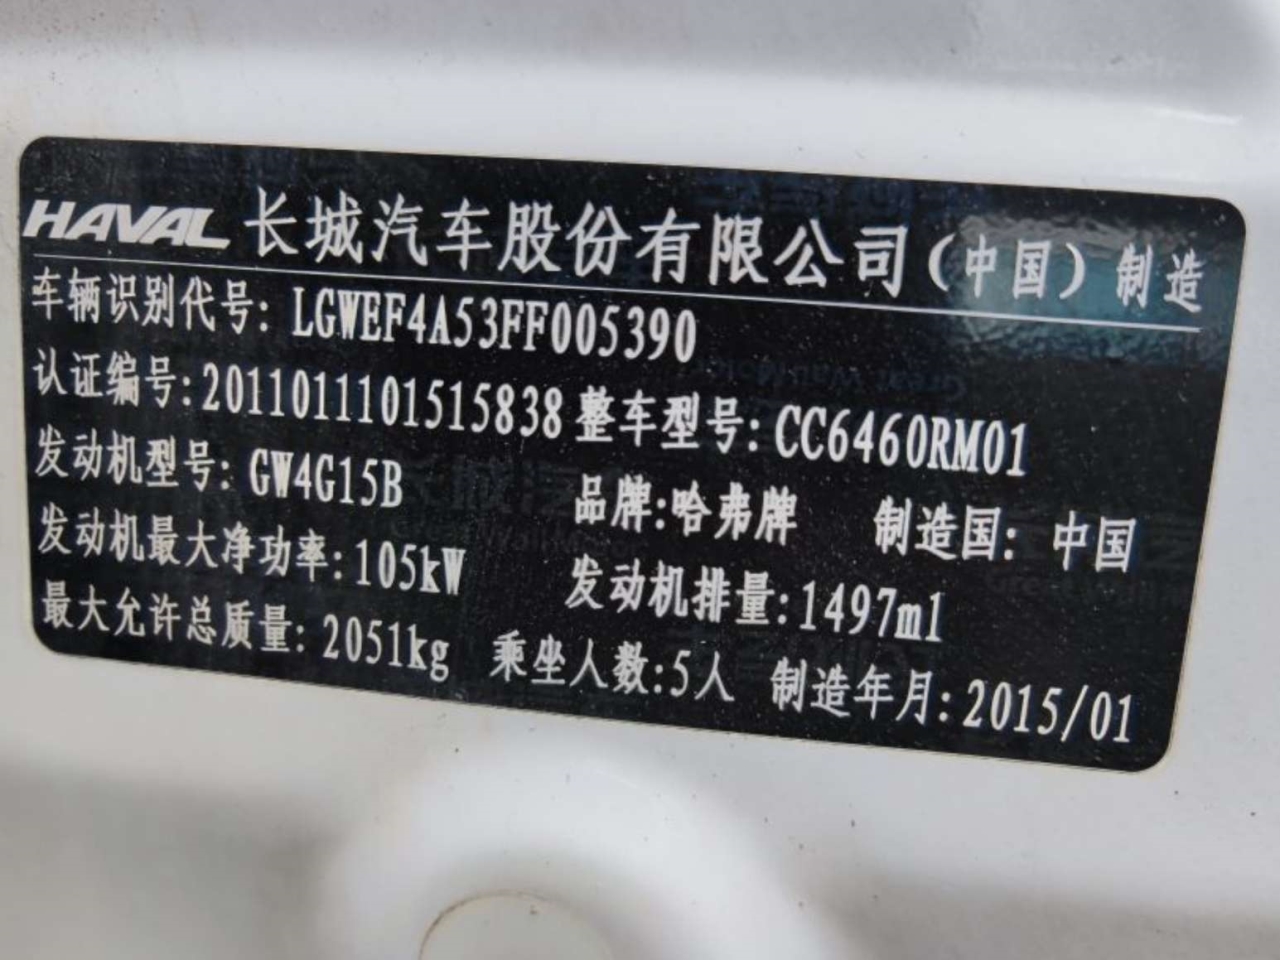 HAVAL 长城汽车股份有限公司(中国)制造
车辆识别代号: LGWEF4A53FF005390
认证编号:2011011101515838 整车型号: CC6460RM01
发动机型号: GW4G15B 品牌:哈弗牌 制造国: 中国
发动机最大净功率:105kW 发动机排量:1497ml
最大允许总质量: 2051kg 乘坐人数:5人 制造年月:2015/01